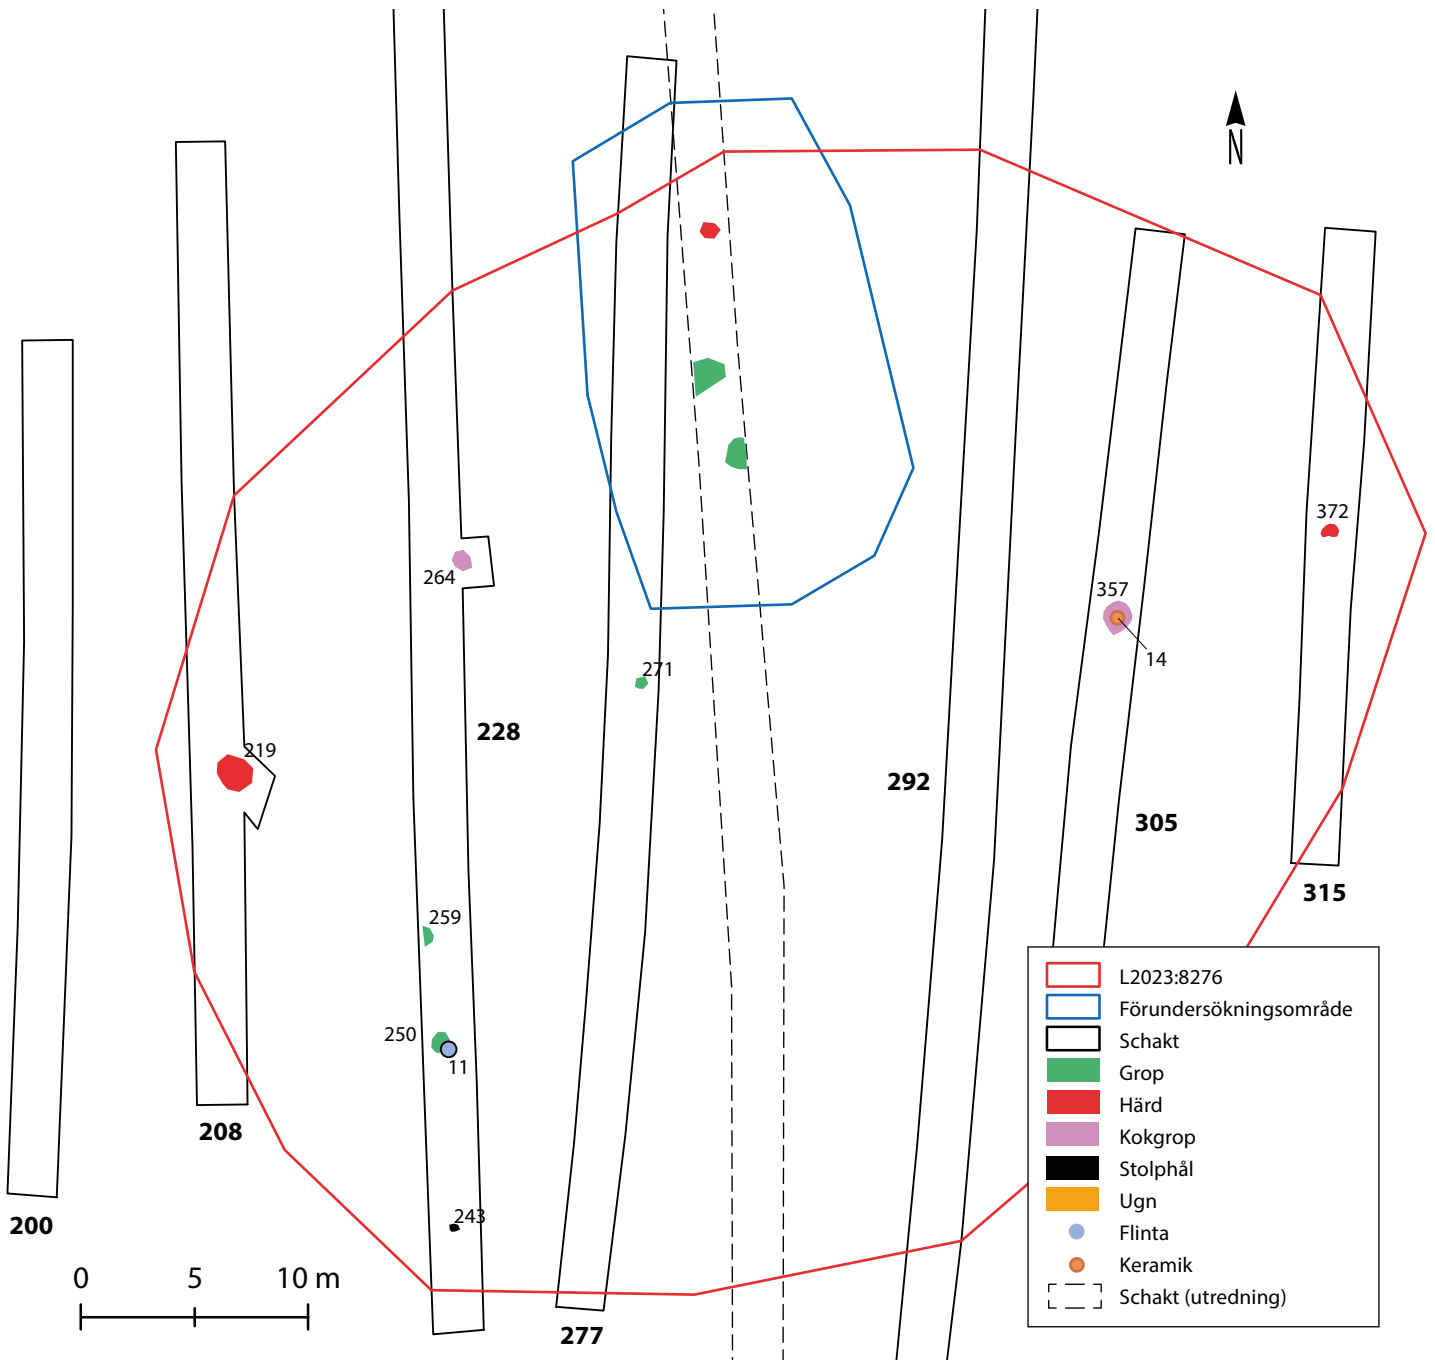 N
372
357
264
14
271
228
219
292
305
315
259
250
11
208
243
200
0 5 10 m
277
L2023:8276
Förundersökningsområde
Schakt
Grop
Härd
Kokgrop
Stolphål
Ugn
Flinta
Keramik
Schakt (utredning)